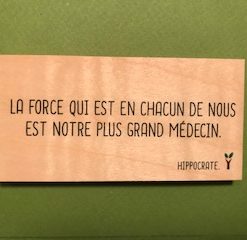 LA FORCE QUI EST EN CHACUN DE NOUS
EST NOTRE PLUS GRAND MÉDECIN.
HIPPOCRATE.